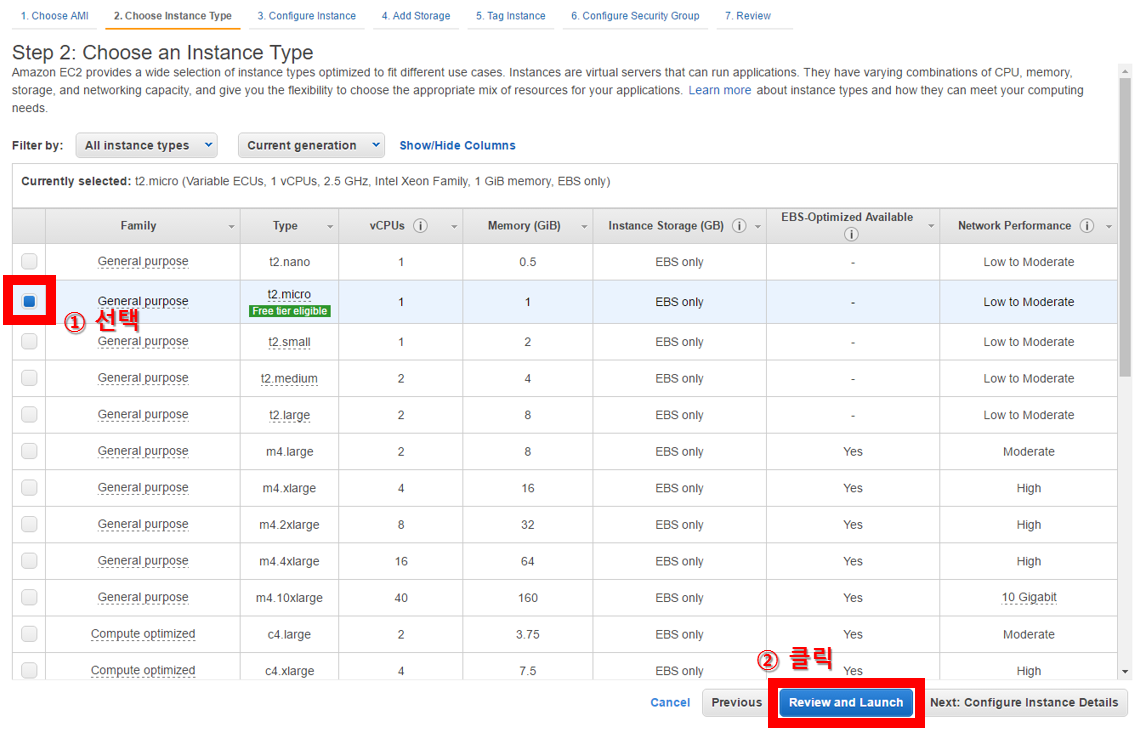 1. Choose AMI 2. Choose Instance Type 3. Configure Instance 4. Add Storage 5. Tag Instance 6. Configure Security Group 7. Review
Step 2: Choose an Instance Type
Amazon EC2 provides a wide selection of instance types optimized to fit different use cases. Instances are virtual servers that can run applications. They have varying combinations of CPU, memory,
storage, and networking capacity, and give you the flexibility to choose the appropriate mix of resources for your applications. Learn more about instance types and how they can meet your computing
needs.
Filter by: All instance types Current generation Show/Hide Columns
Currently selected: t2.micro (Variable ECUs, 1 vCPUs, 2.5 GHz, Intel Xeon Family, 1 GiB memory, EBS only)
Family Type vCPUs i Memory (GiB) Instance Storage (GB) i EBS-Optimized Available i Network Performance i
General purpose t2.nano 1 0.5 EBS only - Low to Moderate
General purpose t2.micro 1 1 EBS only - Low to Moderate
Free tier eligible
① 선택
General purpose t2.small 1 2 EBS only - Low to Moderate
General purpose t2.medium 2 4 EBS only - Low to Moderate
General purpose t2.large 2 8 EBS only - Low to Moderate
General purpose m4.large 2 8 EBS only Yes Moderate
General purpose m4.xlarge 4 16 EBS only Yes High
General purpose m4.2xlarge 8 32 EBS only Yes High
General purpose m4.4xlarge 16 64 EBS only Yes High
General purpose m4.10xlarge 40 160 EBS only Yes 10 Gigabit
Compute optimized c4.large 2 3.75 EBS only Yes Moderate
Compute optimized c4.xlarge 4 7.5 EBS only Yes High
② 클릭
Cancel Previous Review and Launch Next: Configure Instance Details